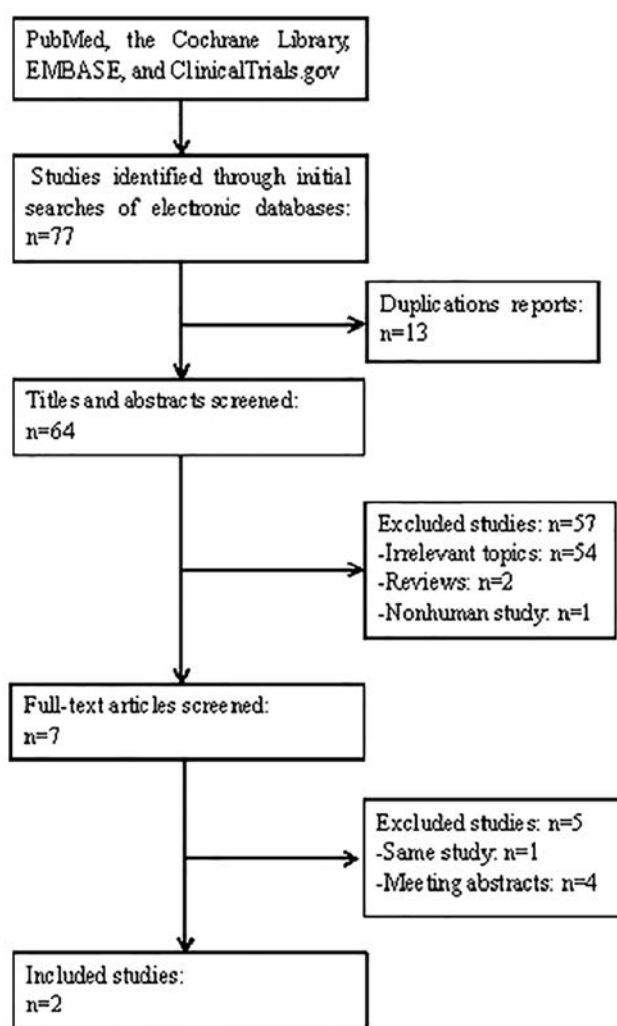 PubMed, the Cochrane Library,
EMBASE, and ClinicalTrials.gov
Studies identified through initial
searches of electronic databases:
n=77
Duplications reports:
n=13
Titles and abstracts screened:
n=64
Excluded studies: n=57
-Irrelevant topics: n=54
-Reviews: n=2
-Nonhuman study: n=1
Full-text articles screened:
n=7
Excluded studies: n=5
-Same study: n=1
-Meeting abstracts: n=4
Included studies:
n=2